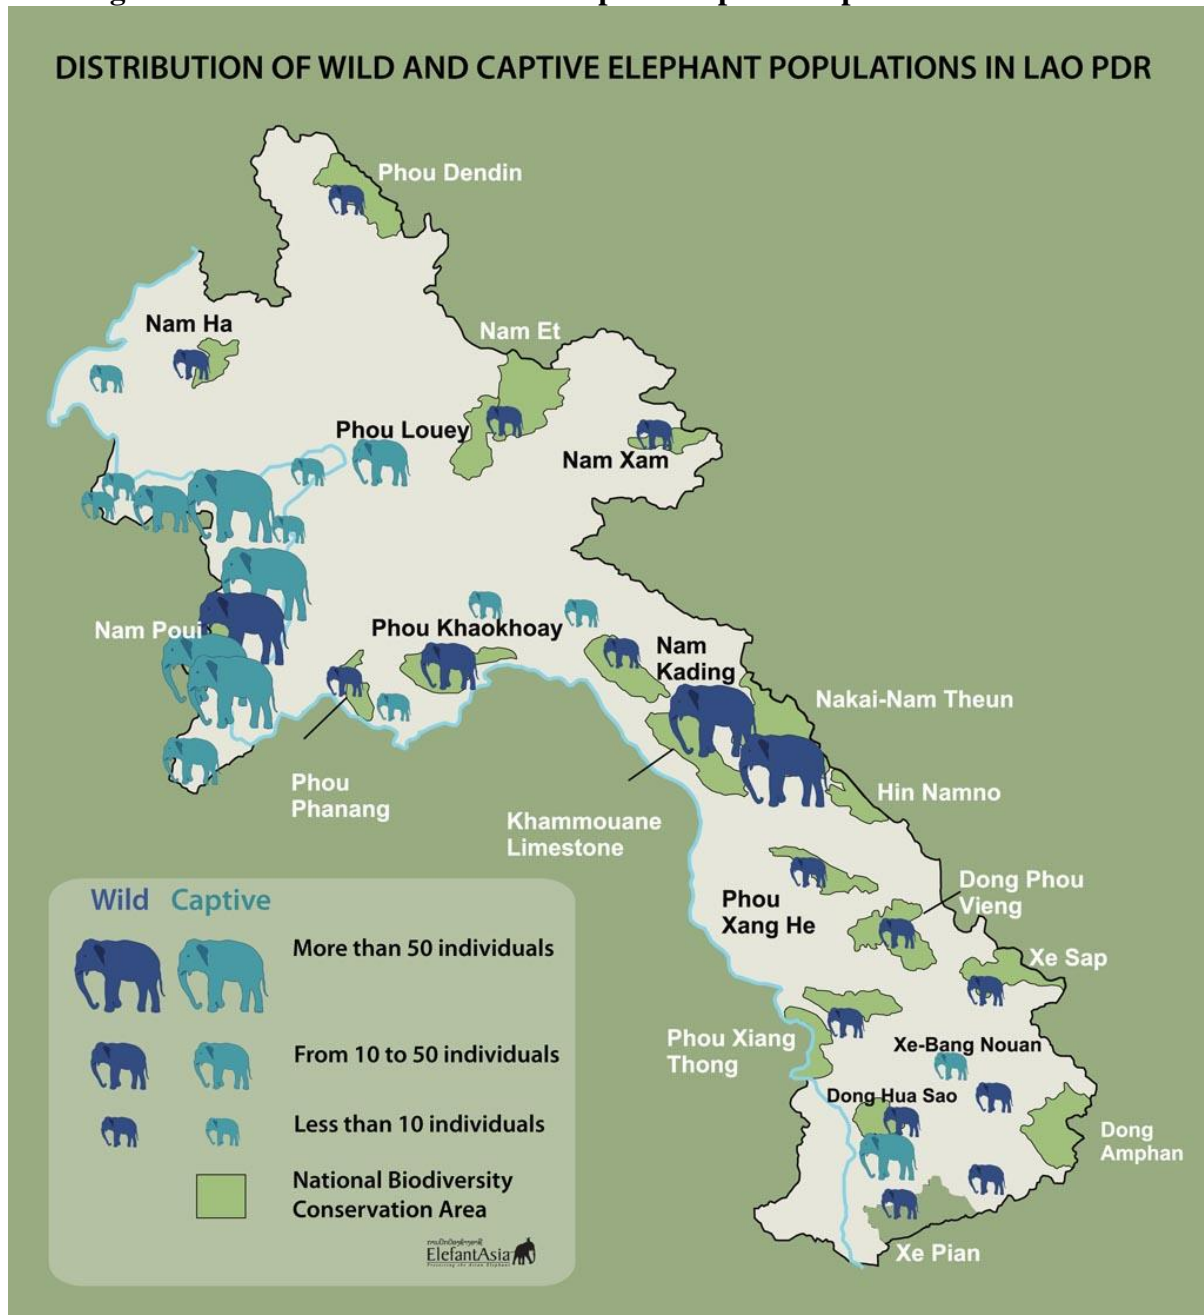 DISTRIBUTION OF WILD AND CAPTIVE ELEPHANT POPULATIONS IN LAO PDR
Phou Dendin
Nam Ha
Nam Et
Phou Louey
Nam Xam
Nam Poui
Phou Khaokhoay
Nam
Kading
Nakai-Nam Theun
Phou
Phanang
Hin Namno
Khammouane
Limestone
Phou
Xang He
Dong Phou
Vieng
Xe Sap
Phou Xiang
Thong
Xe-Bang Nouan
Dong Hua Sao
Dong
Amphan
Xe Pian
Wild Captive
More than 50 individuals
From 10 to 50 individuals
Less than 10 individuals
National Biodiversity
Conservation Area
ElefantAsia